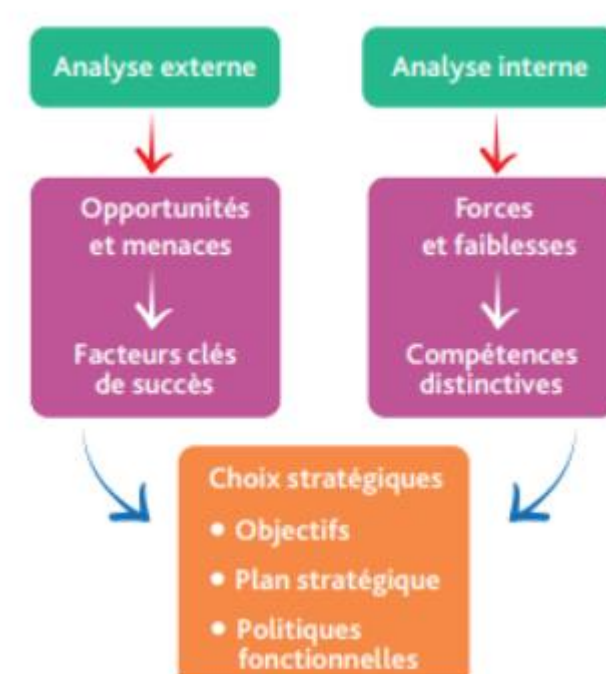 Analyse externe
Analyse interne
Opportunités
et menaces
Facteurs clés
de succès
Forces
et faiblesses
Compétences
distinctives
Choix stratégiques
• Objectifs
• Plan stratégique
• Politiques
fonctionnelles